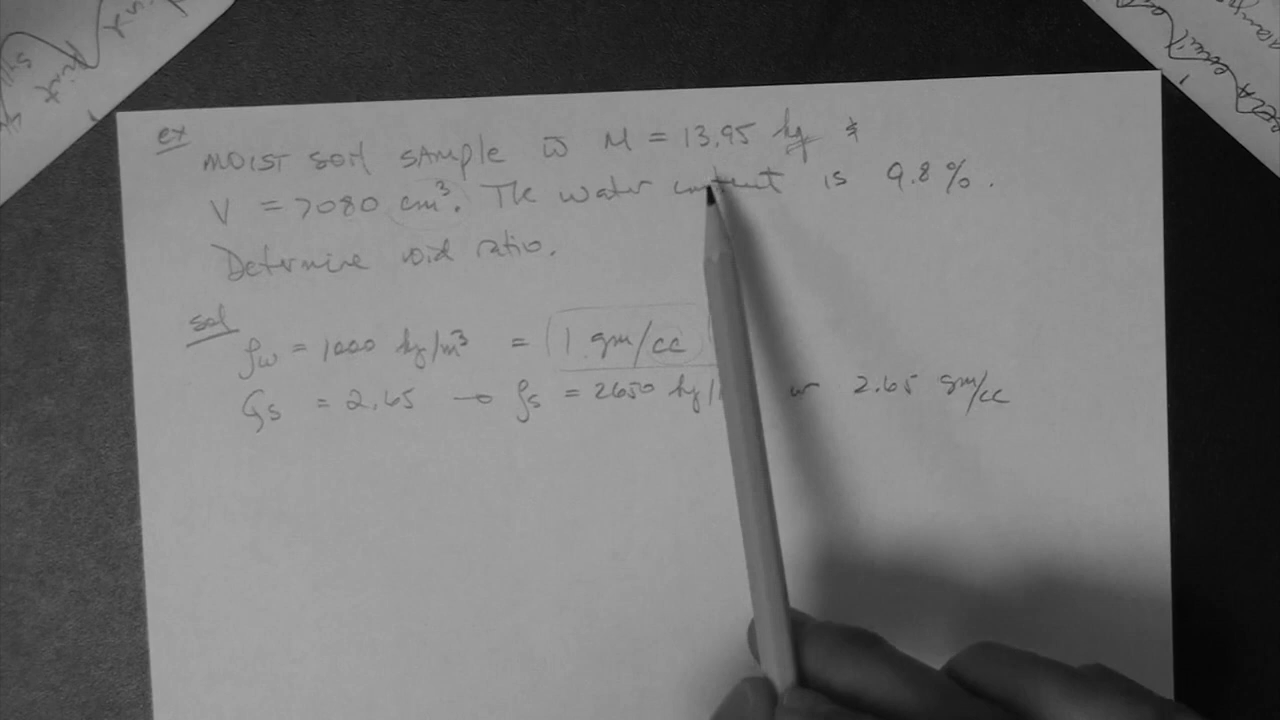 ex
MOIST SOIL SAMPLE w̄ M = 13.95 kg &
V = 7080 cm³. The water content is 9.8%.
Determine void ratio.
sol
ρw = 1000 kg/m³ = 1 gm/cc
Gs = 2.65 → ρs = 2650 kg/ or 2.65 gm/cc